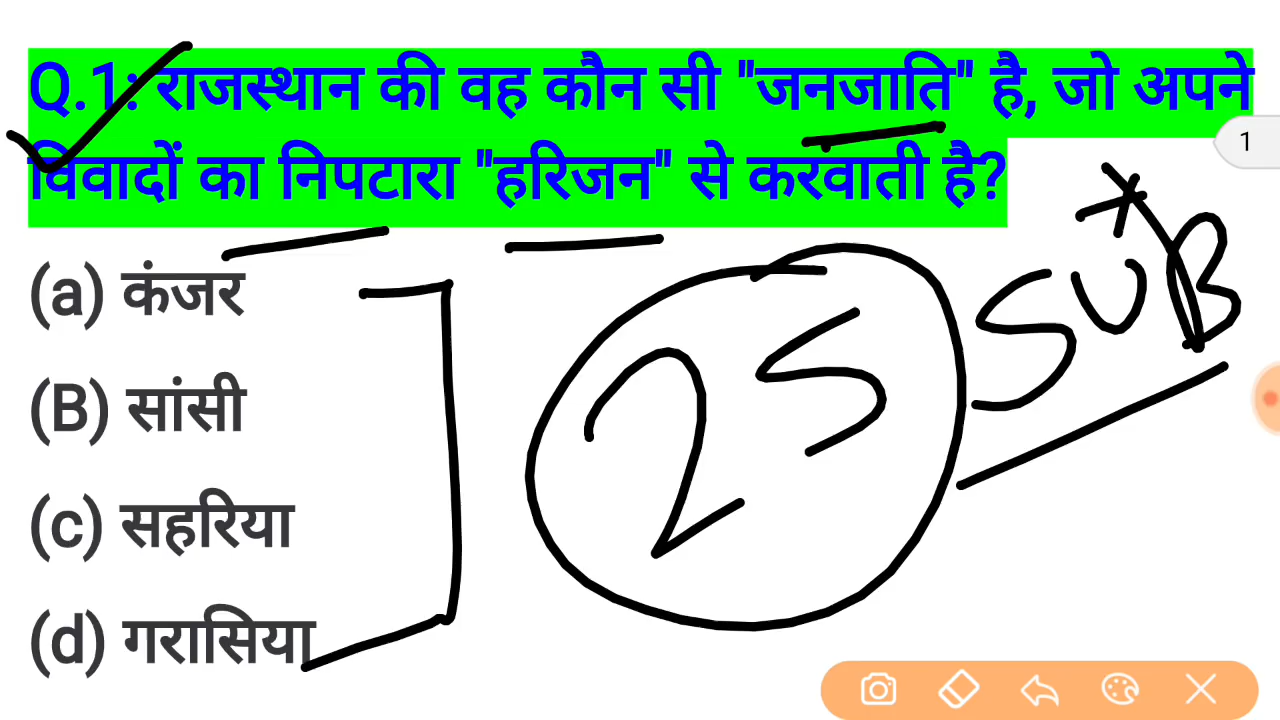 Q.1: राजस्थान की वह कौन सी "जनजाति" है, जो अपने
विवादों का निपटारा "हरिजन" से करवाती है?
1
(a) कंजर
(B) सांसी
(c) सहरिया
(d) गरासिया
25
SUB